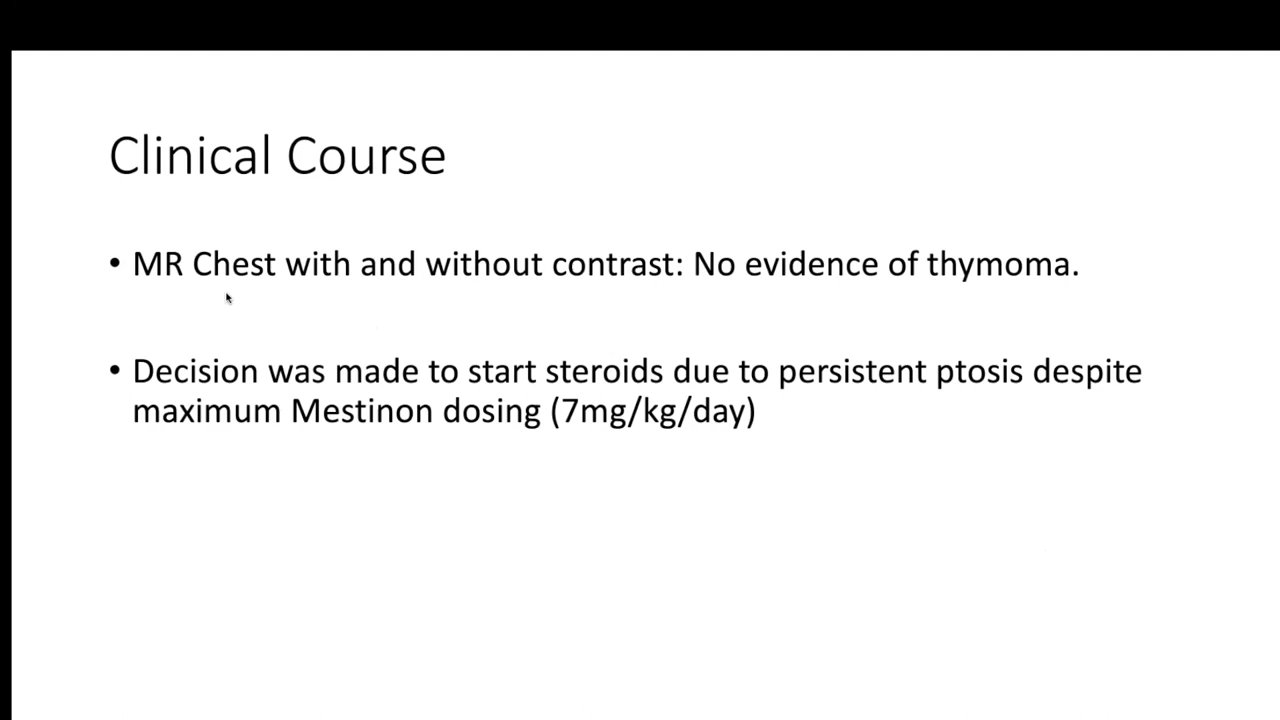 Clinical Course
• MR Chest with and without contrast: No evidence of thymoma.
• Decision was made to start steroids due to persistent ptosis despite
maximum Mestinon dosing (7mg/kg/day)